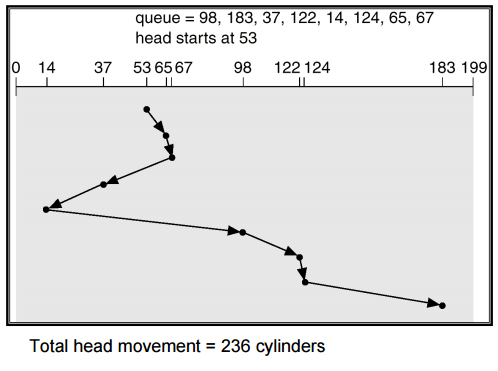 queue = 98, 183, 37, 122, 14, 124, 65, 67
head starts at 53
0 14 37 53 65 67 98 122 124 183 199
Total head movement = 236 cylinders